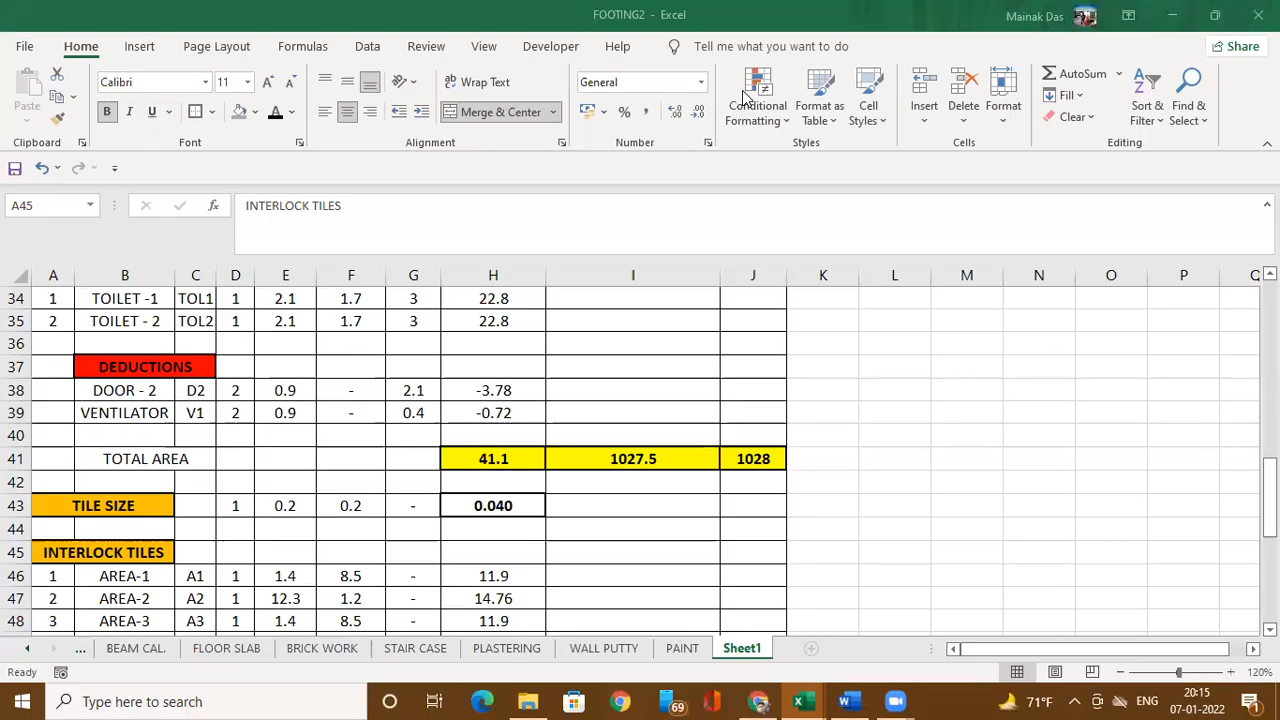 FOOTING2 - Excel
Mainak Das
File Home Insert Page Layout Formulas Data Review View Developer Help Tell me what you want to do Share
Paste
Calibri 11
Wrap Text
General
Conditional Formatting
Format as Table
Cell Styles
Insert
Delete
Format
AutoSum
Fill
Clear
Sort & Filter
Find & Select
B I U
Merge & Center
Clipboard Font Alignment Number Styles Cells Editing
A45 fx INTERLOCK TILES
A B C D E F G H I J K L M N O P Q
34 1 TOILET -1 TOL1 1 2.1 1.7 3 22.8
35 2 TOILET - 2 TOL2 1 2.1 1.7 3 22.8
36
37 DEDUCTIONS
38 DOOR - 2 D2 2 0.9 - 2.1 -3.78
39 VENTILATOR V1 2 0.9 - 0.4 -0.72
40
41 TOTAL AREA 41.1 1027.5 1028
42
43 TILE SIZE 1 0.2 0.2 - 0.040
44
45 INTERLOCK TILES
46 1 AREA-1 A1 1 1.4 8.5 - 11.9
47 2 AREA-2 A2 1 12.3 1.2 - 14.76
48 3 AREA-3 A3 1 1.4 8.5 - 11.9
... BEAM CAL. FLOOR SLAB BRICK WORK STAIR CASE PLASTERING WALL PUTTY PAINT Sheet1
Ready 120%
Type here to search
69
71°F
ENG
20:15
07-01-2022
1